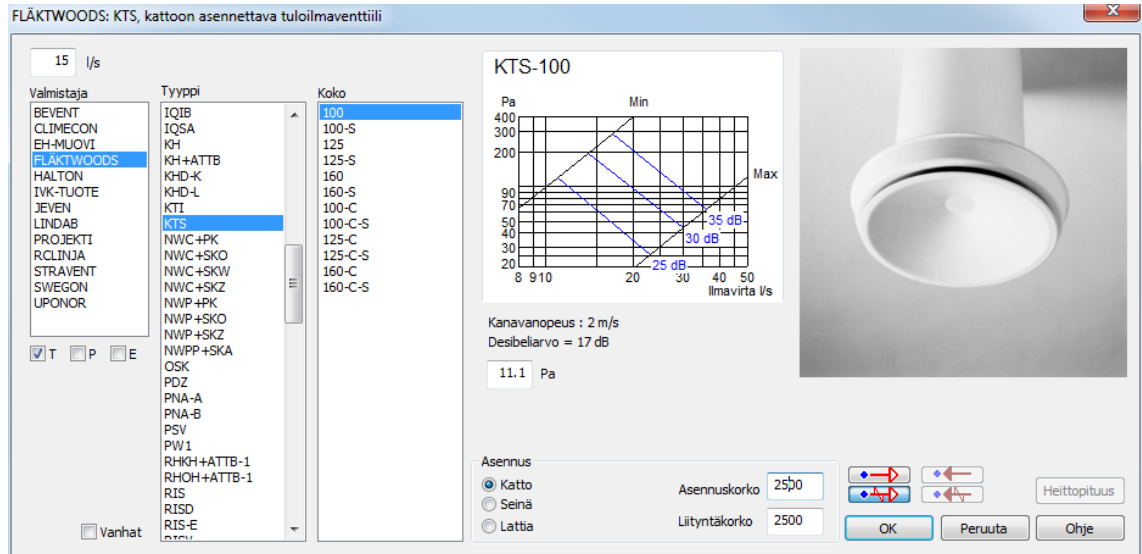 FLÄKTWOODS: KTS, kattoon asennettava tuloilmaventtiili
15 l/s
Valmistaja
BEVENT
CLIMECON
EH-MUOVI
FLÄKTWOODS
HALTON
IVK-TUOTE
JEVEN
LINDAB
PROJEKTI
RCLINJA
STRAVENT
SWEGON
UPONOR
T P E
Vanhat
Tyyppi
IQIB
IQSA
KH
KH+ATTB
KHD-K
KHD-L
KTI
KTS
NWC+PK
NWC+SKO
NWC+SKW
NWC+SKZ
NWP+PK
NWP+SKO
NWP+SKZ
NWPP+SKA
OSK
PDZ
PNA-A
PNA-B
PSV
PW1
RHKH+ATTB-1
RHOH+ATTB-1
RIS
RISD
RIS-E
Koko
100
100-S
125
125-S
160
160-S
100-C
100-C-S
125-C
125-C-S
160-C
160-C-S
KTS-100
Pa Min
400
300
200
Max
90
70
50 35 dB
40 30 dB
30
20 25 dB
8 9 10 20 30 40 50
Ilmavirta l/s
Kanavanopeus : 2 m/s
Desibeliarvo = 17 dB
11.1 Pa
Asennus
Katto
Seinä
Lattia
Asennuskorko 2500
Liityntäkorko 2500
Heittopituus
OK Peruuta Ohje